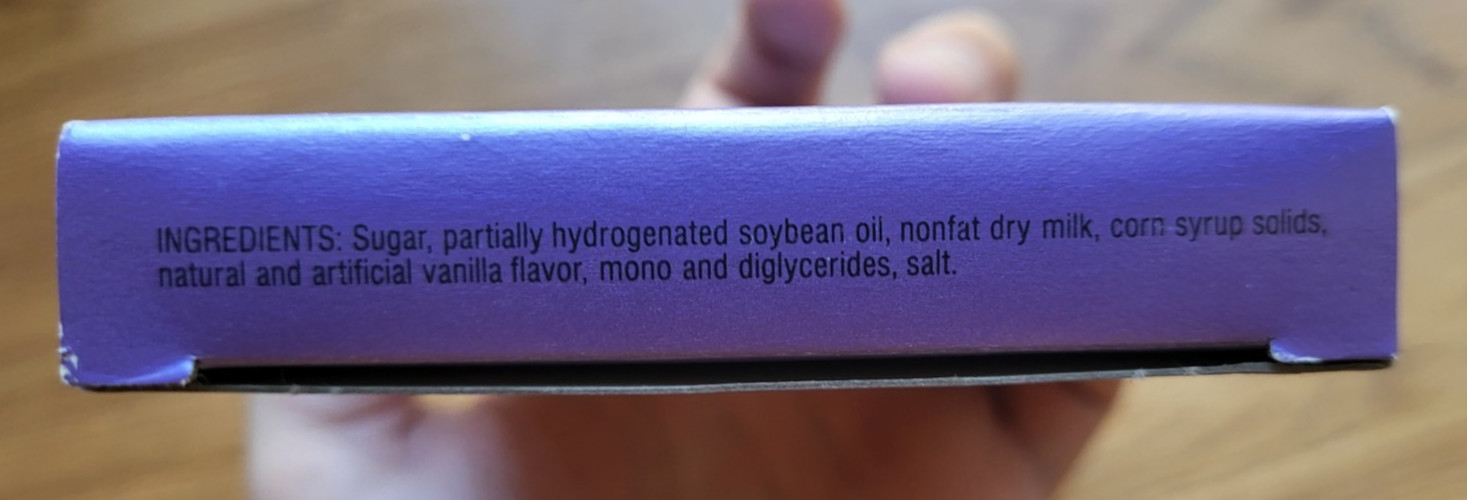 INGREDIENTS: Sugar, partially hydrogenated soybean oil, nonfat dry milk, corn syrup solids,
natural and artificial vanilla flavor, mono and diglycerides, salt.